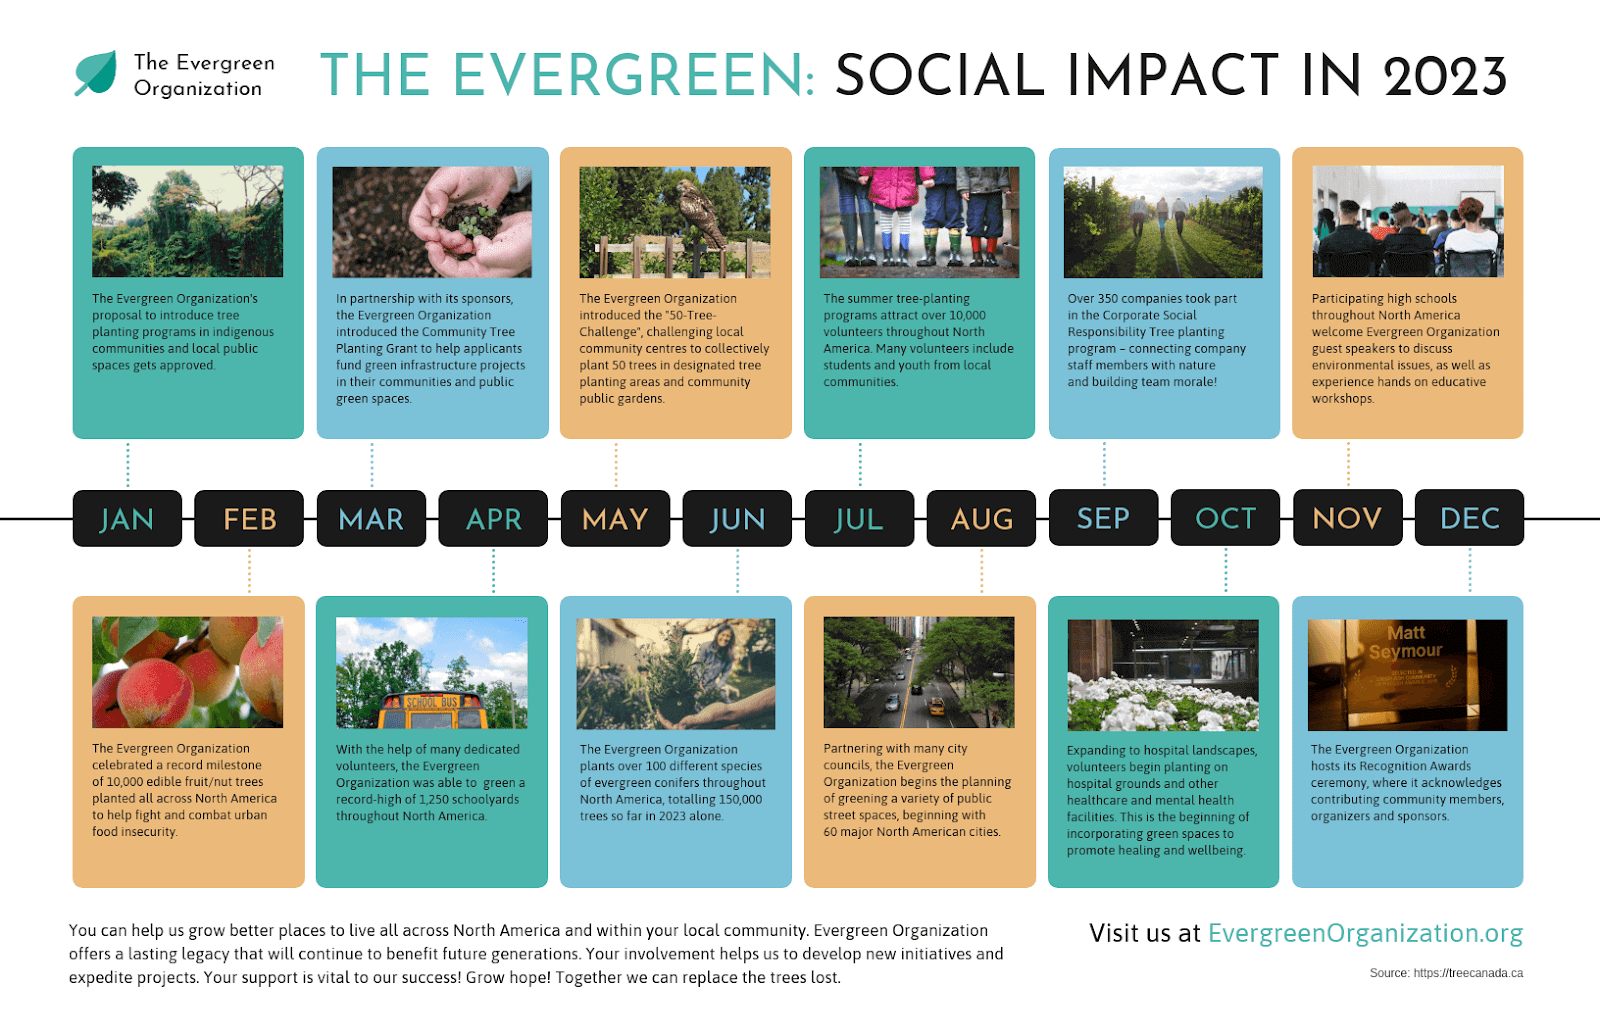 The Evergreen
Organization
THE EVERGREEN: SOCIAL IMPACT IN 2023
The Evergreen Organization's
proposal to introduce tree
planting programs in indigenous
communities and local public
spaces gets approved.
In partnership with its sponsors,
the Evergreen Organization
introduced the Community Tree
Planting Grant to help applicants
fund green infrastructure projects
in their communities and public
green spaces.
The Evergreen Organization
introduced the "50-Tree-
Challenge", challenging local
community centres to collectively
plant 50 trees in designated tree
planting areas and community
public gardens.
The summer tree-planting
programs attract over 10,000
volunteers throughout North
America. Many volunteers include
students and youth from local
communities.
Over 350 companies took part
in the Corporate Social
Responsibility Tree planting
program – connecting company
staff members with nature
and building team morale!
Participating high schools
throughout North America
welcome Evergreen Organization
guest speakers to discuss
environmental issues, as well as
experience hands on educative
workshops.
JAN
FEB
MAR
APR
MAY
JUN
JUL
AUG
SEP
OCT
NOV
DEC
The Evergreen Organization
celebrated a record milestone
of 10,000 edible fruit/nut trees
planted all across North America
to help fight and combat urban
food insecurity.
SCHOOL BUS
With the help of many dedicated
volunteers, the Evergreen
Organization was able to  green a
record-high of 1,250 schoolyards
throughout North America.
The Evergreen Organization
plants over 100 different species
of evergreen conifers throughout
North America, totalling 150,000
trees so far in 2023 alone.
Partnering with many city
councils, the Evergreen
Organization begins the planning
of greening a variety of public
street spaces, beginning with
60 major North American cities.
Expanding to hospital landscapes,
volunteers begin planting on
hospital grounds and other
healthcare and mental health
facilities. This is the beginning of
incorporating green spaces to
promote healing and wellbeing.
Matt
Seymour
The Evergreen Organization
hosts its Recognition Awards
ceremony, where it acknowledges
contributing community members,
organizers and sponsors.
You can help us grow better places to live all across North America and within your local community. Evergreen Organization
offers a lasting legacy that will continue to benefit future generations. Your involvement helps us to develop new initiatives and
expedite projects. Your support is vital to our success! Grow hope! Together we can replace the trees lost.
Visit us at EvergreenOrganization.org
Source: https://treecanada.ca